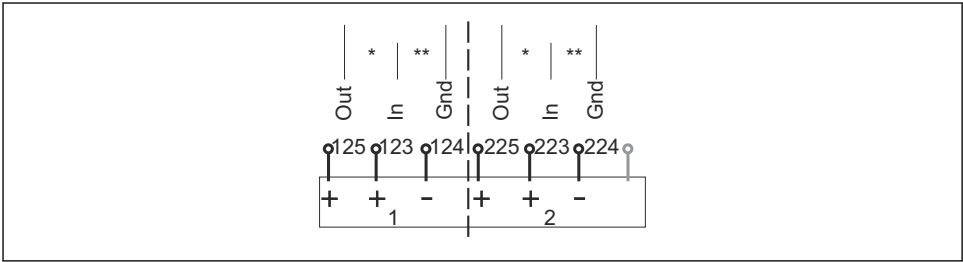 * ** * **
Out In Gnd Out In Gnd
125 123 124 225 223 224
+ + - + + -
1 2